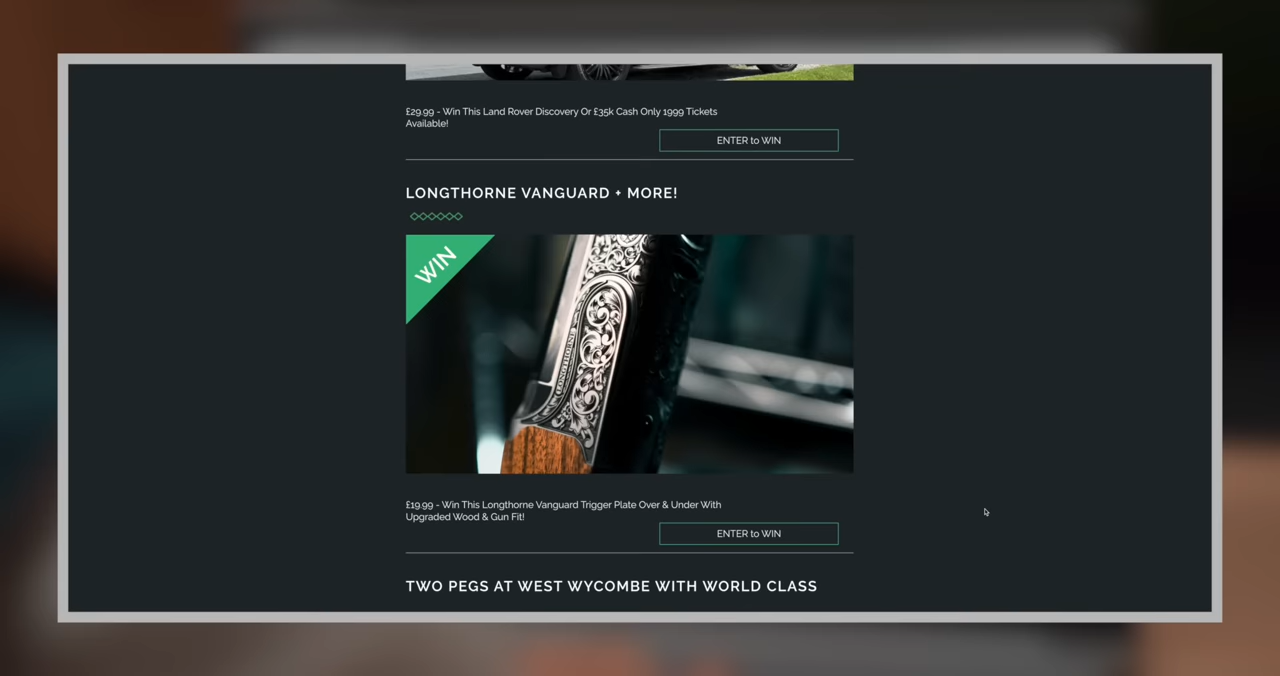 £29.99 - Win This Land Rover Discovery Or £35k Cash Only 1999 Tickets
Available!
ENTER to WIN
LONGTHORNE VANGUARD + MORE!
WIN
LONGTHORNE
£19.99 - Win This Longthorne Vanguard Trigger Plate Over & Under With
Upgraded Wood & Gun Fit!
ENTER to WIN
TWO PEGS AT WEST WYCOMBE WITH WORLD CLASS